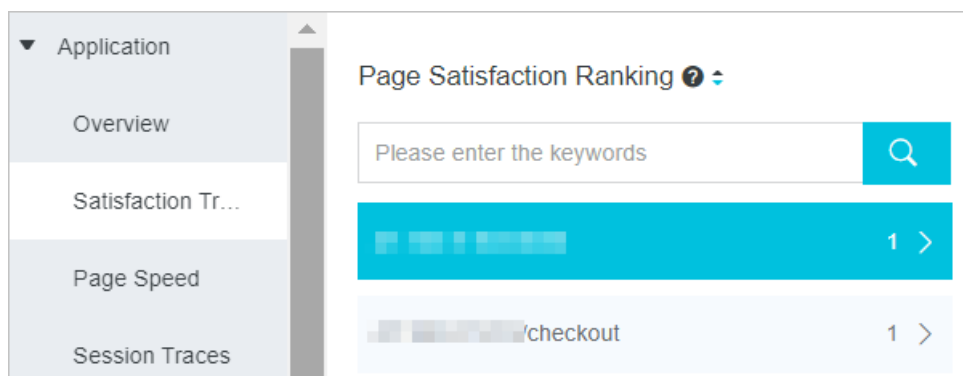 Application
Overview
Satisfaction Tr...
Page Speed
Session Traces
Page Satisfaction Ranking
Please enter the keywords
1
/checkout
1